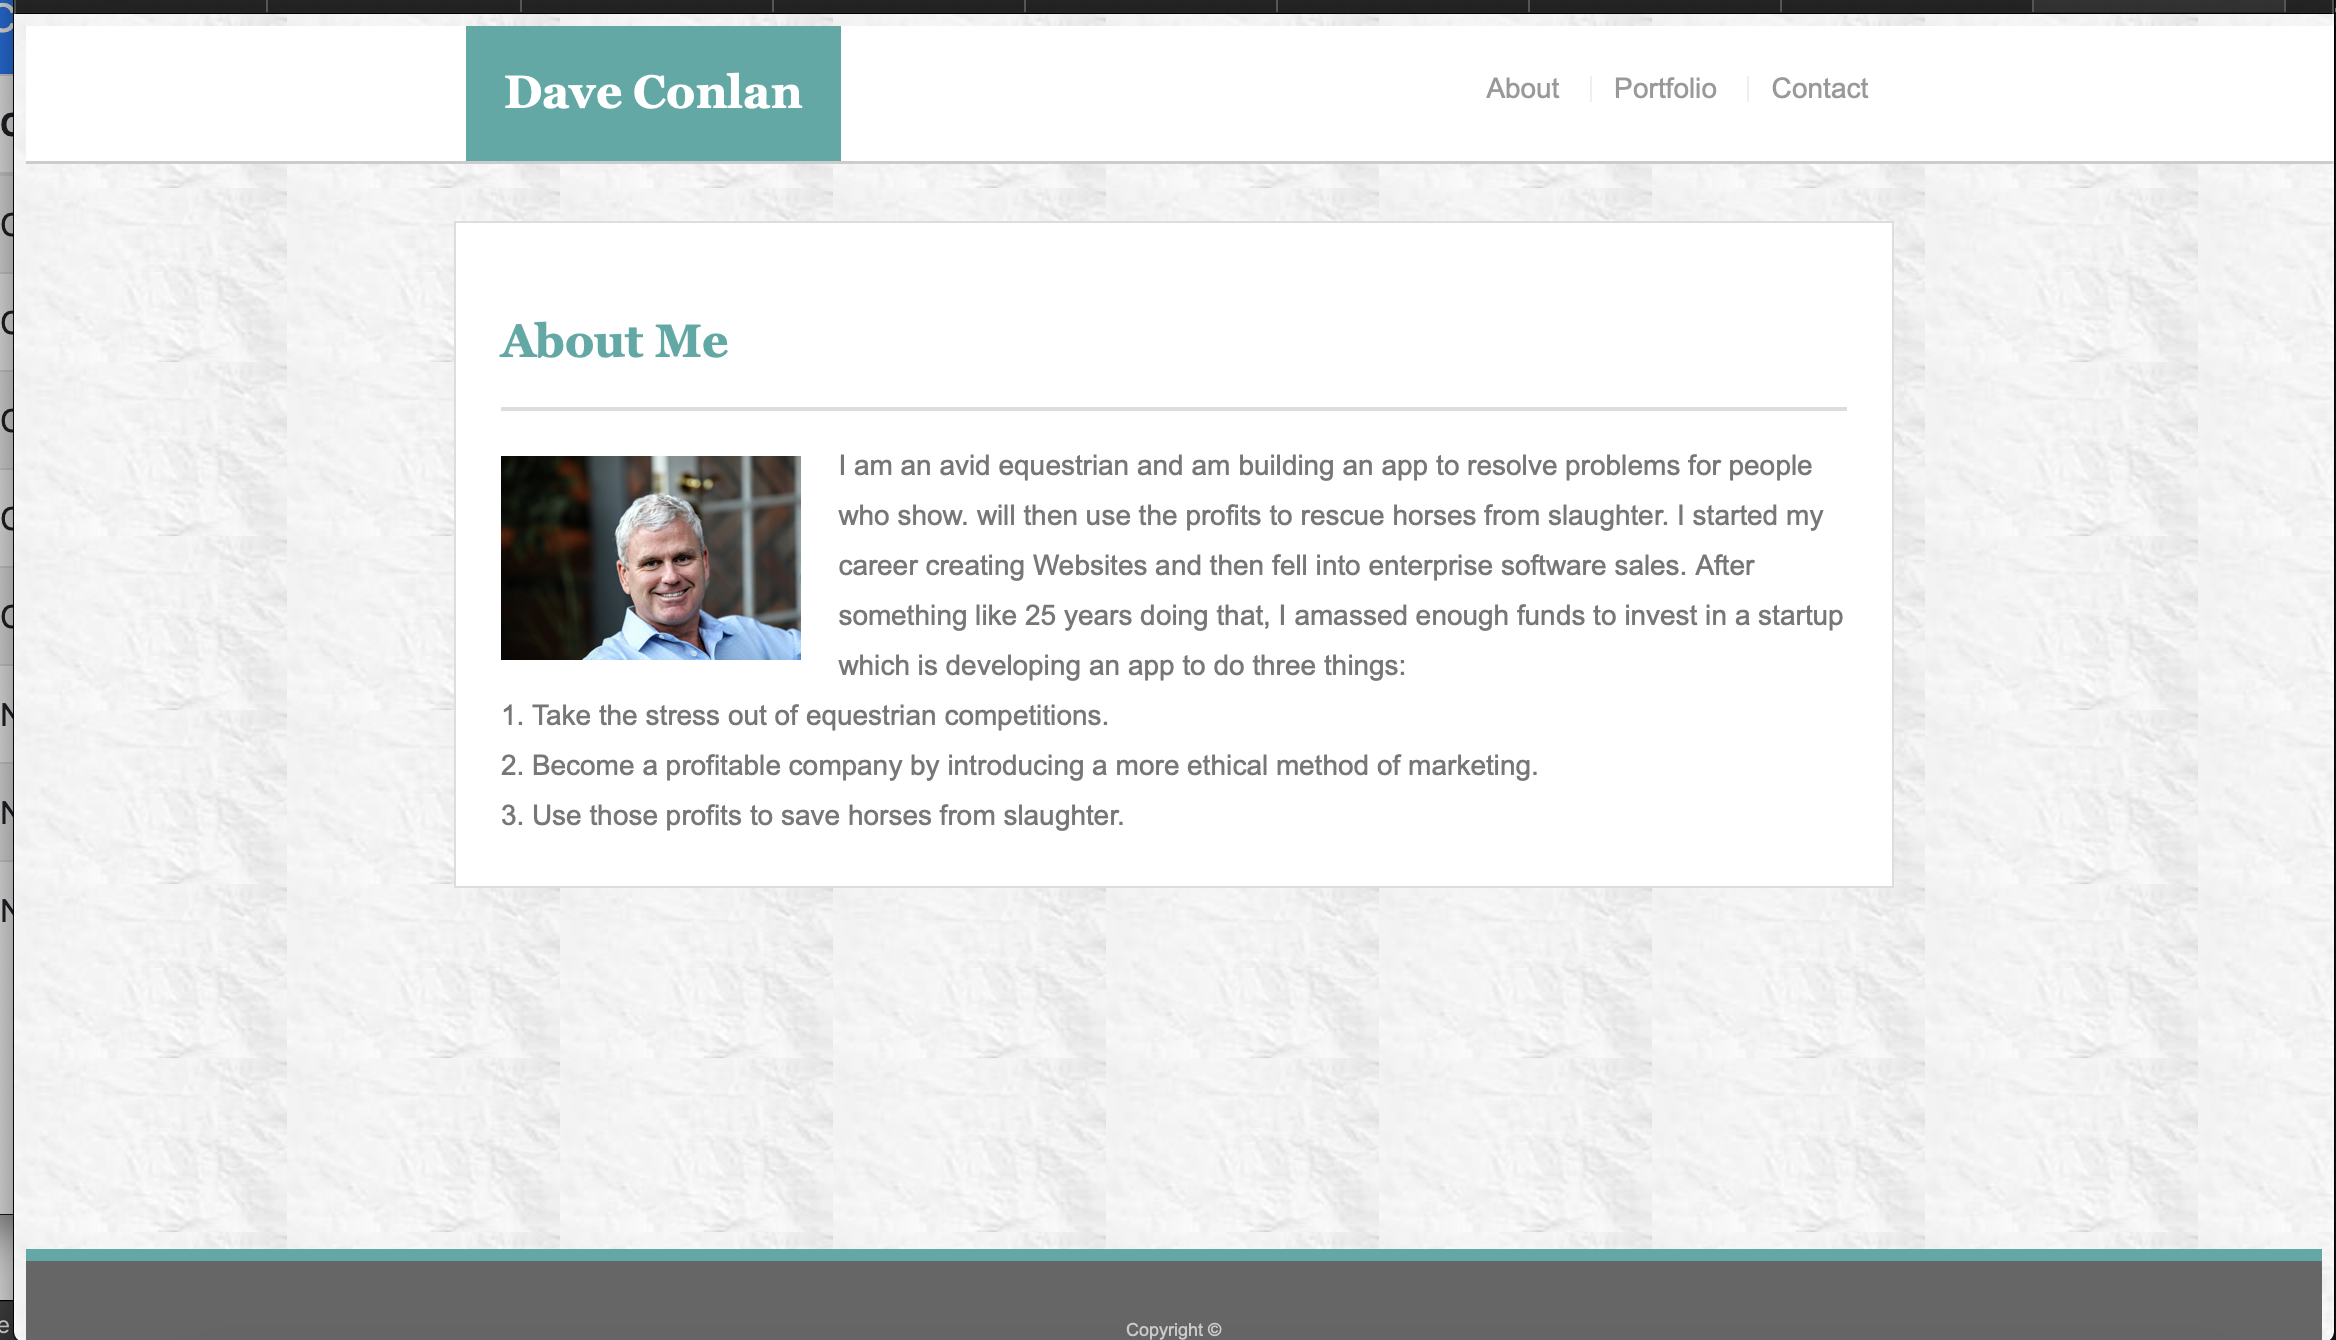 Dave Conlan
About
Portfolio
Contact
About Me
I am an avid equestrian and am building an app to resolve problems for people
who show. will then use the profits to rescue horses from slaughter. I started my
career creating Websites and then fell into enterprise software sales. After
something like 25 years doing that, I amassed enough funds to invest in a startup
which is developing an app to do three things:
1. Take the stress out of equestrian competitions.
2. Become a profitable company by introducing a more ethical method of marketing.
3. Use those profits to save horses from slaughter.
Copyright ©